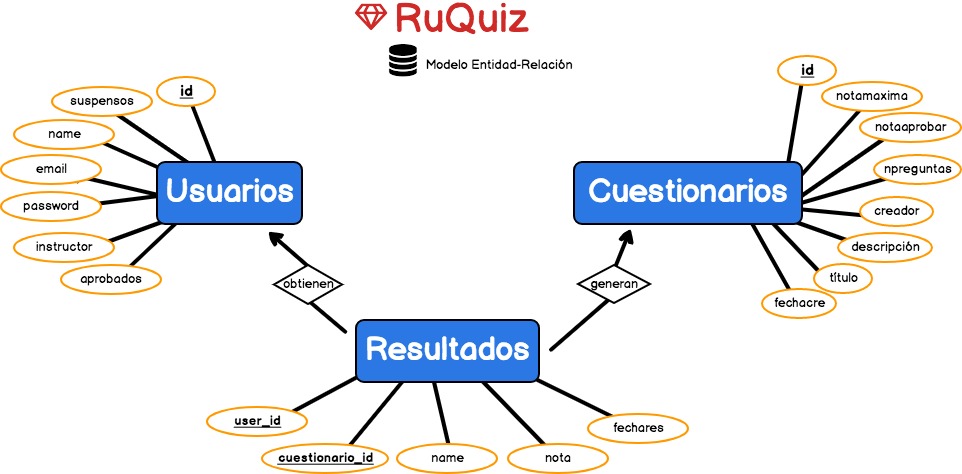 RuQuiz
Modelo Entidad-Relación
id
suspensos
name
email
password
instructor
aprobados
Usuarios
id
notamaxima
notaaprobar
npreguntas
creador
descripción
título
fechacre
Cuestionarios
obtienen
generan
Resultados
user_id
cuestionario_id
name
nota
fechares